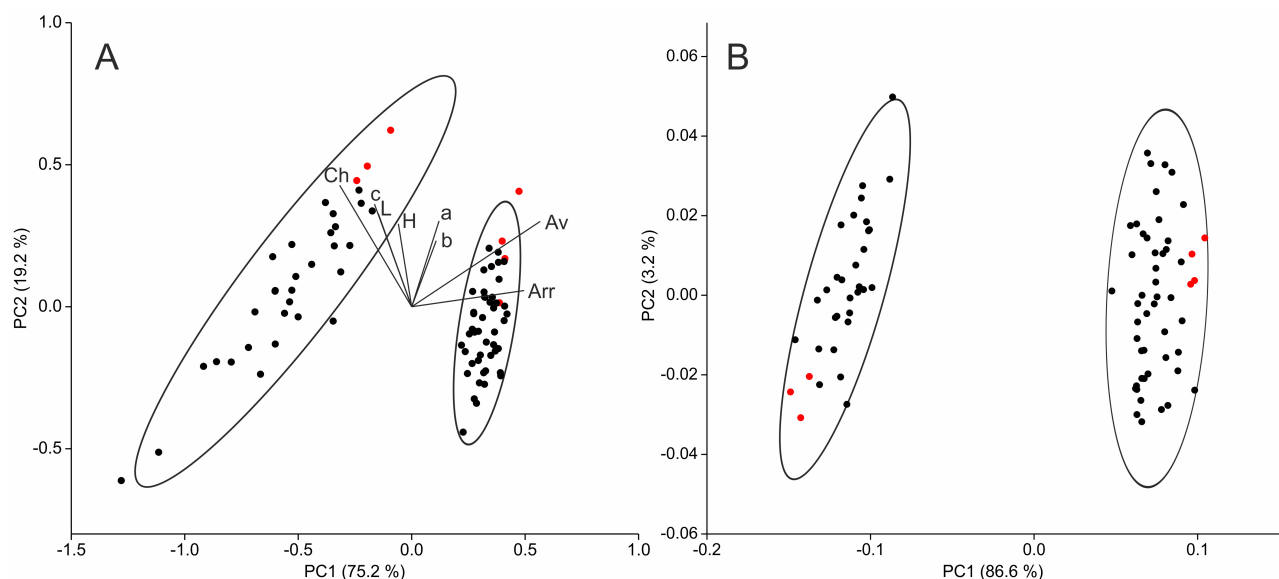 A
1.0
0.5
0.0
-0.5
PC2 (19.2 %)
Ch
c
L
H
a
b
Av
Arr
-1.5
-1.0
-0.5
0.0
0.5
1.0
PC1 (75.2 %)
B
0.06
0.04
0.02
0.00
-0.02
-0.04
-0.06
PC2 (3.2 %)
-0.2
-0.1
0.0
0.1
PC1 (86.6 %)